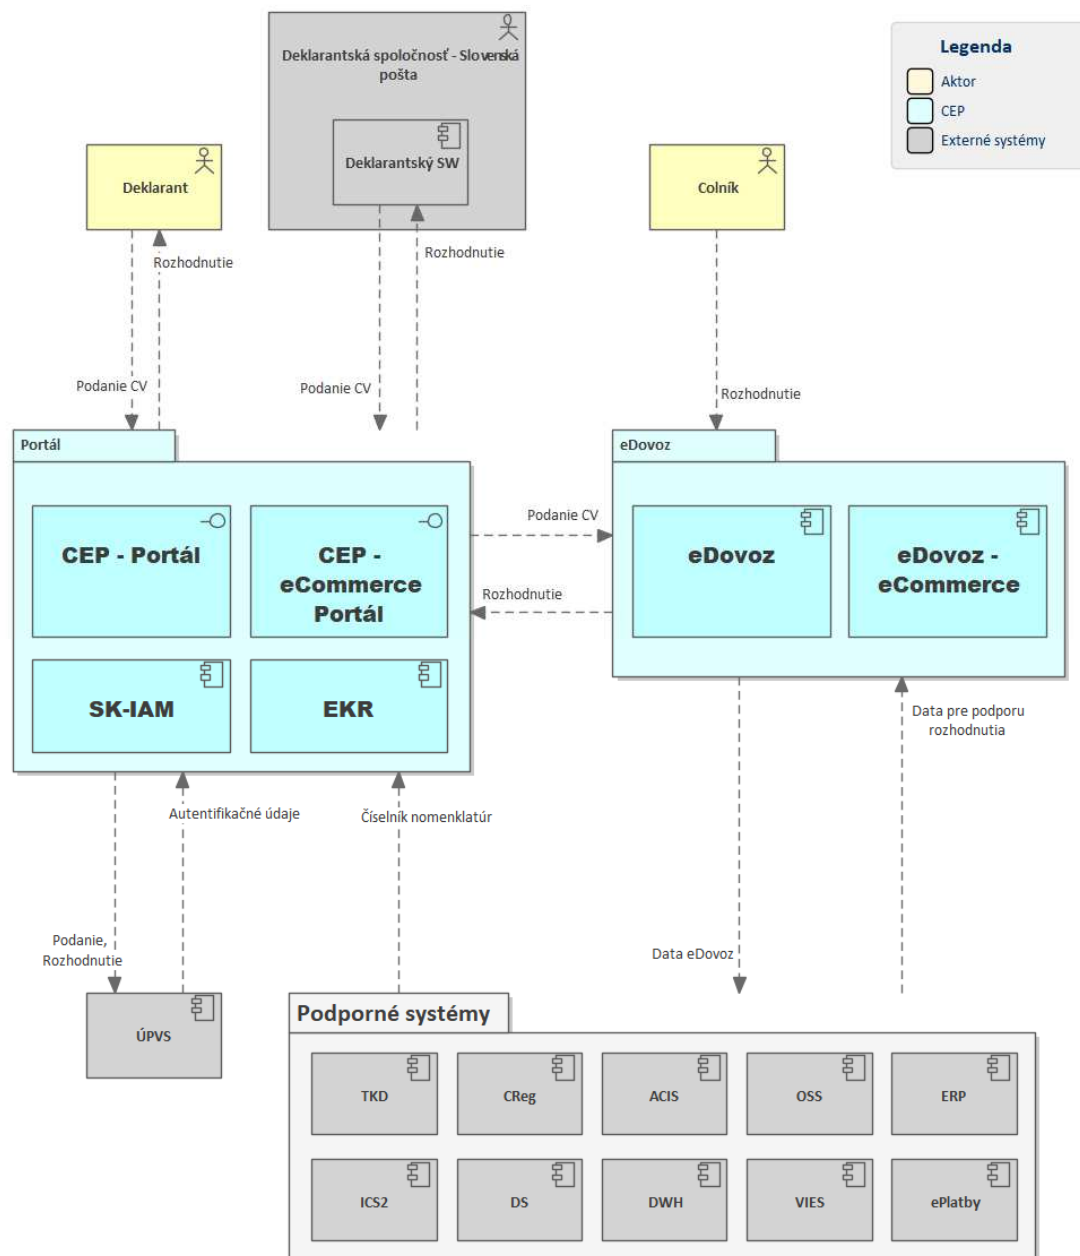 Deklarantská spoločnosť - Slovenská
pošta
Deklarantský SW
Legenda
Aktor
CEP
Externé systémy
Deklarant
Colník
Rozhodnutie
Rozhodnutie
Podanie CV
Podanie CV
Rozhodnutie
Portál
eDovoz
CEP - Portál
CEP -
eCommerce
Portál
Podanie CV
eDovoz
eDovoz -
eCommerce
Rozhodnutie
SK-IAM
EKR
Data pre podporu
rozhodnutia
Autentifikačné údaje
Číselník nomenklatúr
Podanie,
Rozhodnutie
Data eDovoz
ÚPVS
Podporné systémy
TKD
CReg
ACIS
OSS
ERP
ICS2
DS
DWH
VIES
ePlatby